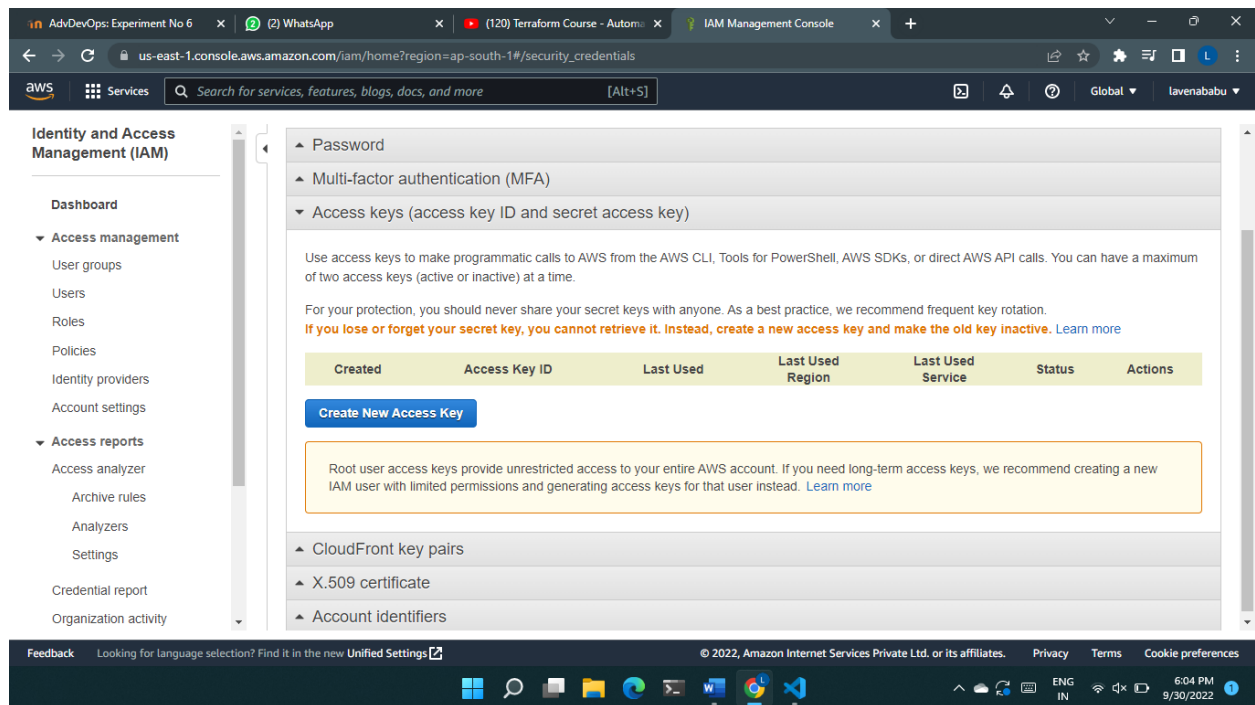 AdvDevOps: Experiment No 6
(2) WhatsApp
(120) Terraform Course - Automa
IAM Management Console
us-east-1.console.aws.amazon.com/iam/home?region=ap-south-1#/security_credentials
L
aws
Services
Search for services, features, blogs, docs, and more [Alt+S]
Global
lavenababu
Identity and Access
Management (IAM)
Dashboard
Access management
User groups
Users
Roles
Policies
Identity providers
Account settings
Access reports
Access analyzer
Archive rules
Analyzers
Settings
Credential report
Organization activity
Password
Multi-factor authentication (MFA)
Access keys (access key ID and secret access key)
Use access keys to make programmatic calls to AWS from the AWS CLI, Tools for PowerShell, AWS SDKs, or direct AWS API calls. You can have a maximum
of two access keys (active or inactive) at a time.
For your protection, you should never share your secret keys with anyone. As a best practice, we recommend frequent key rotation.
If you lose or forget your secret key, you cannot retrieve it. Instead, create a new access key and make the old key inactive. Learn more
Created Access Key ID Last Used Last Used Region Last Used Service Status Actions
Create New Access Key
Root user access keys provide unrestricted access to your entire AWS account. If you need long-term access keys, we recommend creating a new
IAM user with limited permissions and generating access keys for that user instead. Learn more
CloudFront key pairs
X.509 certificate
Account identifiers
Feedback Looking for language selection? Find it in the new Unified Settings
© 2022, Amazon Internet Services Private Ltd. or its affiliates. Privacy Terms Cookie preferences
ENG
IN
6:04 PM
9/30/2022
1